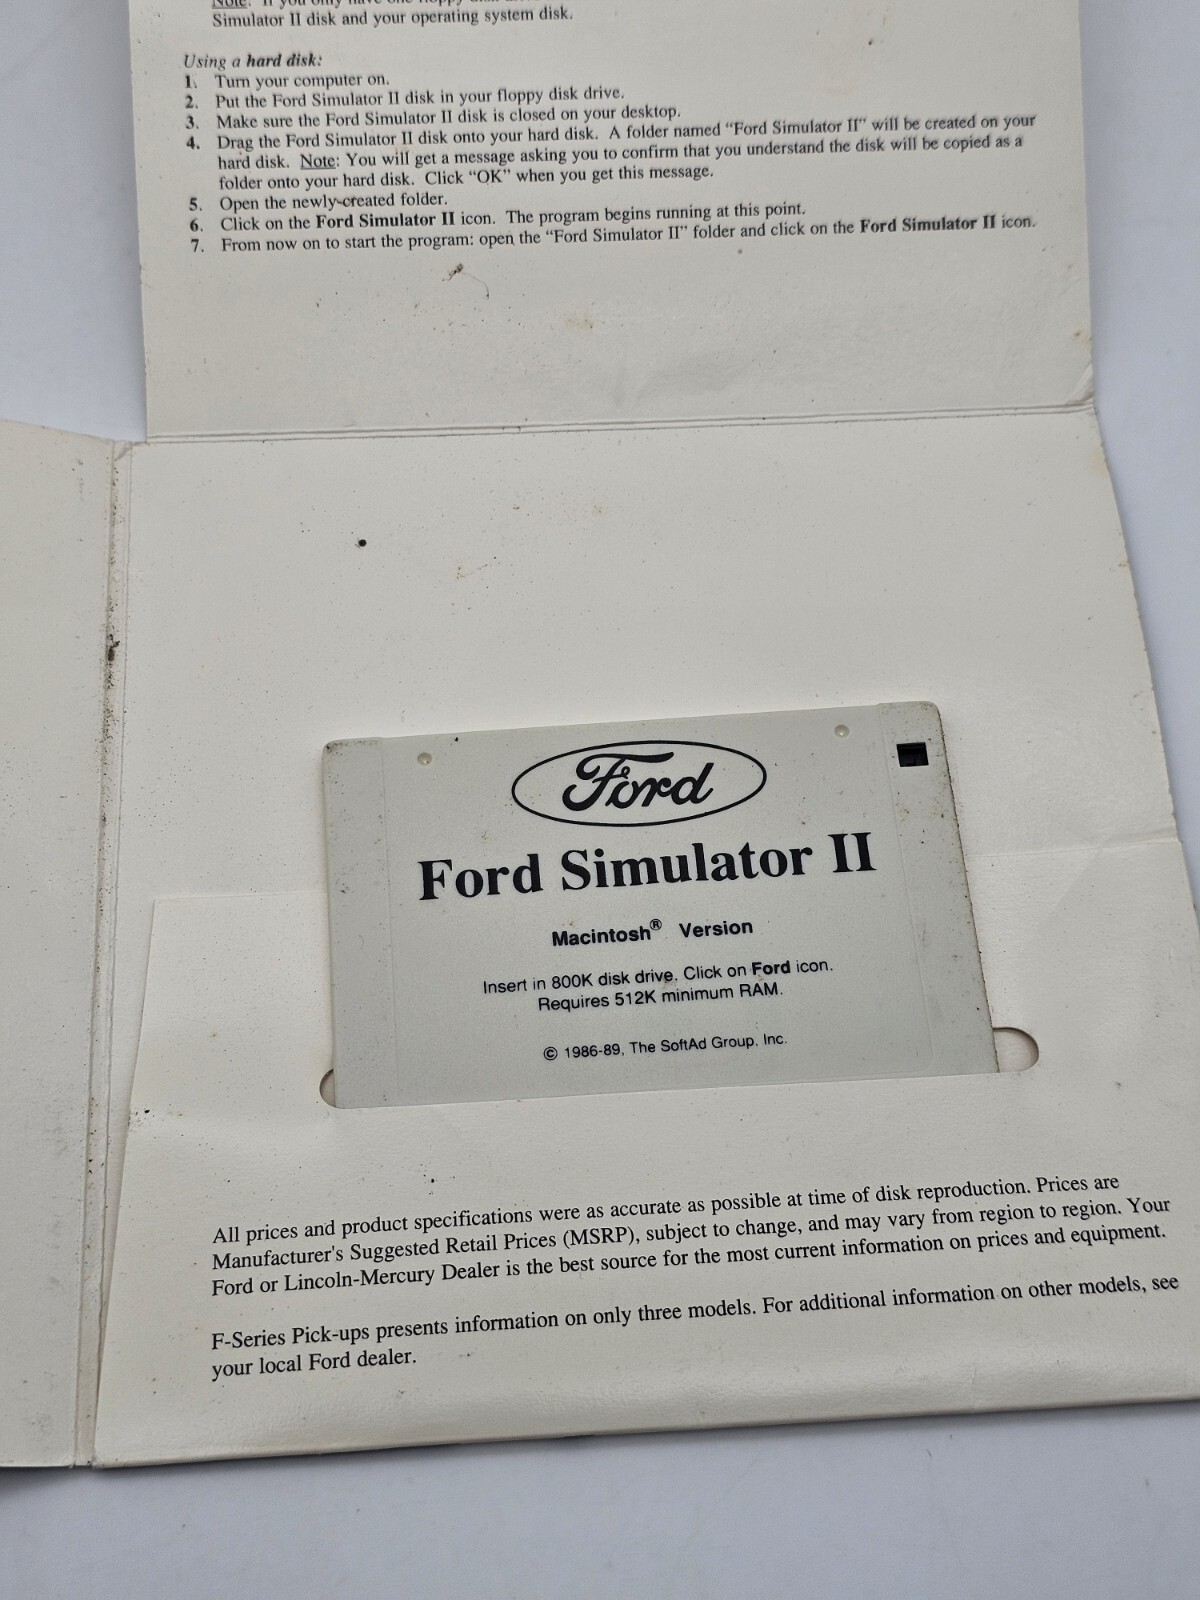 Note: If you only have one floppy disk
Simulator II disk and your operating system disk.
Using a hard disk:
1. Turn your computer on.
2. Put the Ford Simulator II disk in your floppy disk drive.
3. Make sure the Ford Simulator II disk is closed on your desktop.
4. Drag the Ford Simulator II disk onto your hard disk. A folder named “Ford Simulator II” will be created on your
hard disk. Note: You will get a message asking you to confirm that you understand the disk will be copied as a
folder onto your hard disk. Click “OK” when you get this message.
5. Open the newly-created folder.
6. Click on the Ford Simulator II icon. The program begins running at this point.
7. From now on to start the program: open the “Ford Simulator II” folder and click on the Ford Simulator II icon.
Ford
Ford Simulator II
Macintosh® Version
Insert in 800K disk drive. Click on Ford icon.
Requires 512K minimum RAM.
© 1986-89, The SoftAd Group, Inc.
All prices and product specifications were as accurate as possible at time of disk reproduction. Prices are
Manufacturer's Suggested Retail Prices (MSRP), subject to change, and may vary from region to region. Your
Ford or Lincoln-Mercury Dealer is the best source for the most current information on prices and equipment.
F-Series Pick-ups presents information on only three models. For additional information on other models, see
your local Ford dealer.